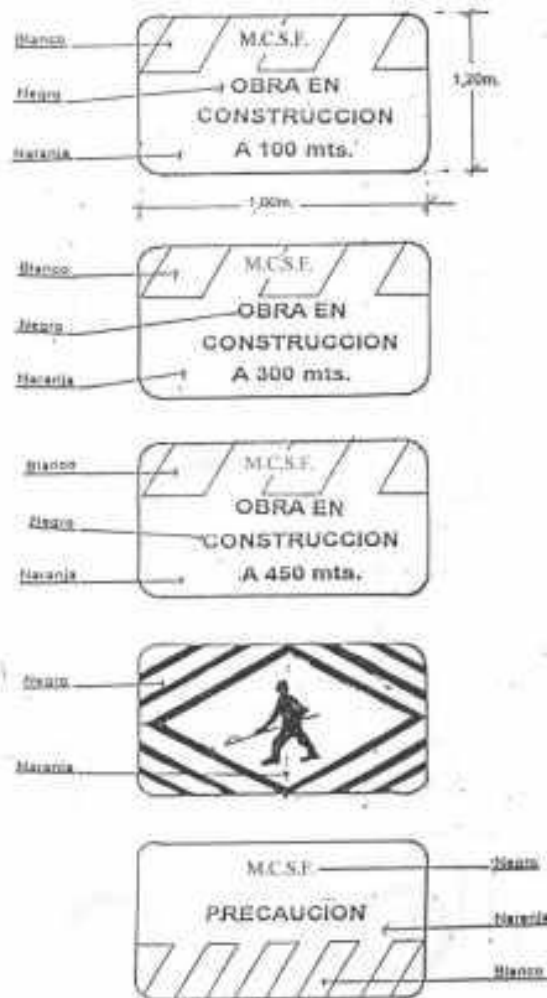 Blanco
M.C.S.F.
Negro
OBRA EN
CONSTRUCCION
A 100 mts.
Naranja
1,20m.
1,00m.
Blanco
M.C.S.F.
Negro
OBRA EN
CONSTRUCCION
A 300 mts.
Naranja
Blanco
M.C.S.F.
OBRA EN
Negro
CONSTRUCCION
A 450 mts.
Naranja
Negro
Naranja
M.C.S.F.
Negro
PRECAUCION
Naranja
Blanco